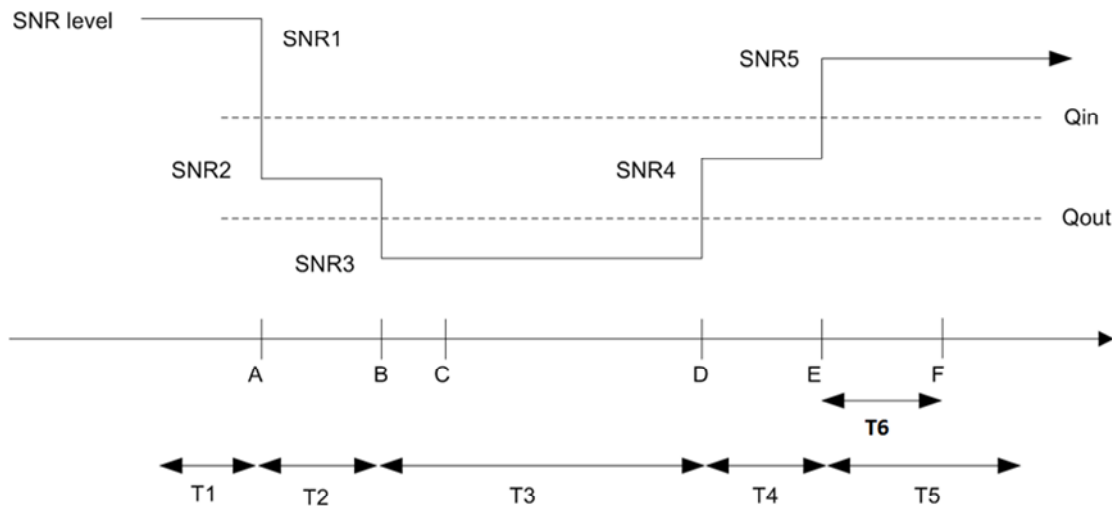 SNR level
SNR1
SNR5
Qin
SNR2
SNR4
Qout
SNR3
A
B
C
D
E
F
T6
T1
T2
T3
T4
T5